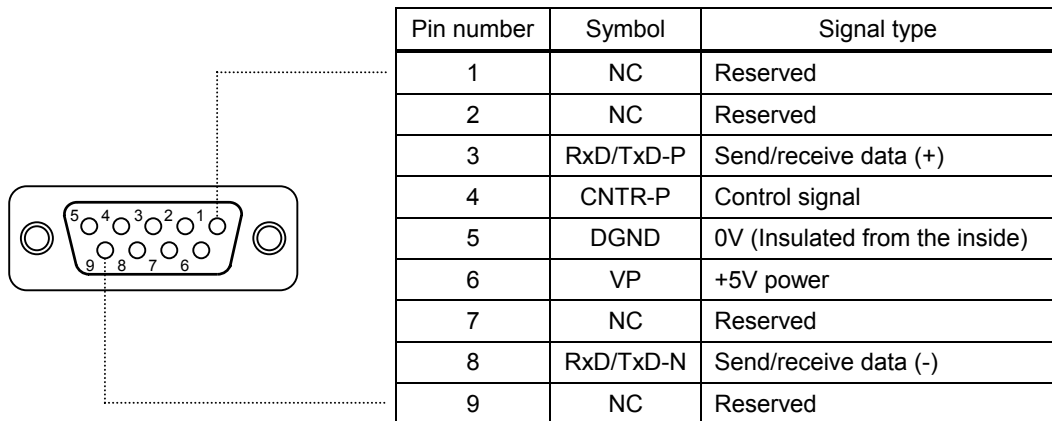 Pin number Symbol Signal type
1 NC Reserved
2 NC Reserved
3 RxD/TxD-P Send/receive data (+)
4 CNTR-P Control signal
5 DGND 0V (Insulated from the inside)
6 VP +5V power
7 NC Reserved
8 RxD/TxD-N Send/receive data (-)
9 NC Reserved
5 4 3 2 1
9 8 7 6